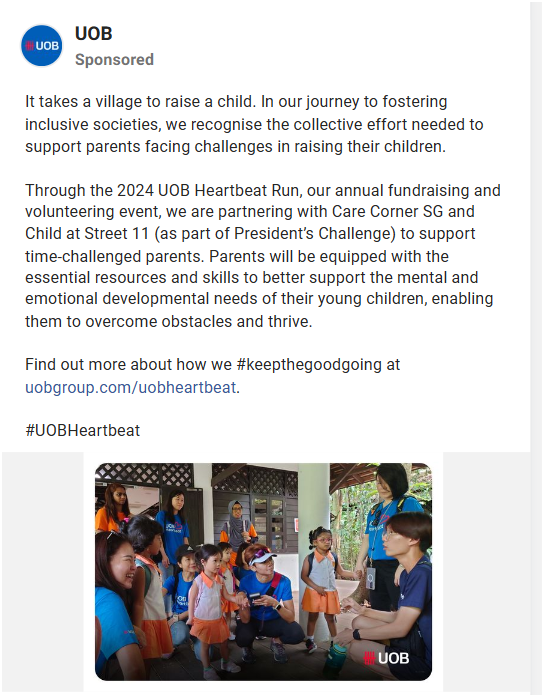 UOB
UOB
Sponsored
It takes a village to raise a child. In our journey to fostering
inclusive societies, we recognise the collective effort needed to
support parents facing challenges in raising their children.
Through the 2024 UOB Heartbeat Run, our annual fundraising and
volunteering event, we are partnering with Care Corner SG and
Child at Street 11 (as part of President’s Challenge) to support
time-challenged parents. Parents will be equipped with the
essential resources and skills to better support the mental and
emotional developmental needs of their young children, enabling
them to overcome obstacles and thrive.
Find out more about how we #keepthegoodgoing at
uobgroup.com/uobheartbeat.
#UOBHeartbeat
UOB